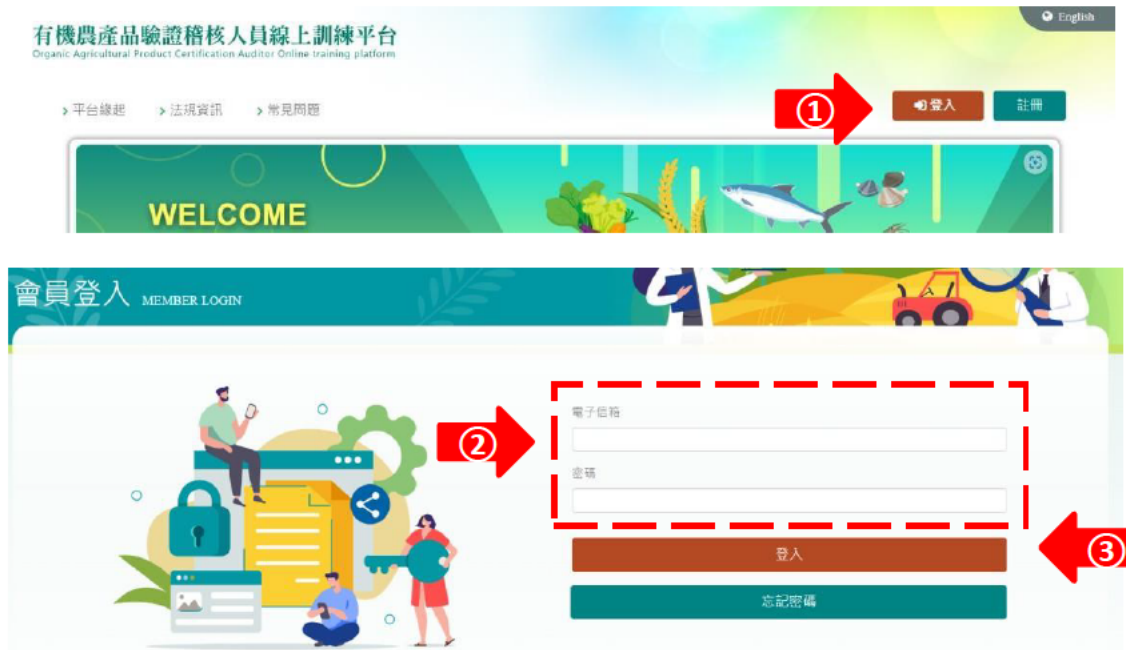 English
有機農產品驗證稽核人員線上訓練平台
Organic Agricultural Product Certification Auditor Online training platform
平台緣起 法規資訊 常見問題
① 登入 註冊
WELCOME
會員登入 MEMBER LOGIN
電子信箱
②
密碼
登入
③
忘記密碼